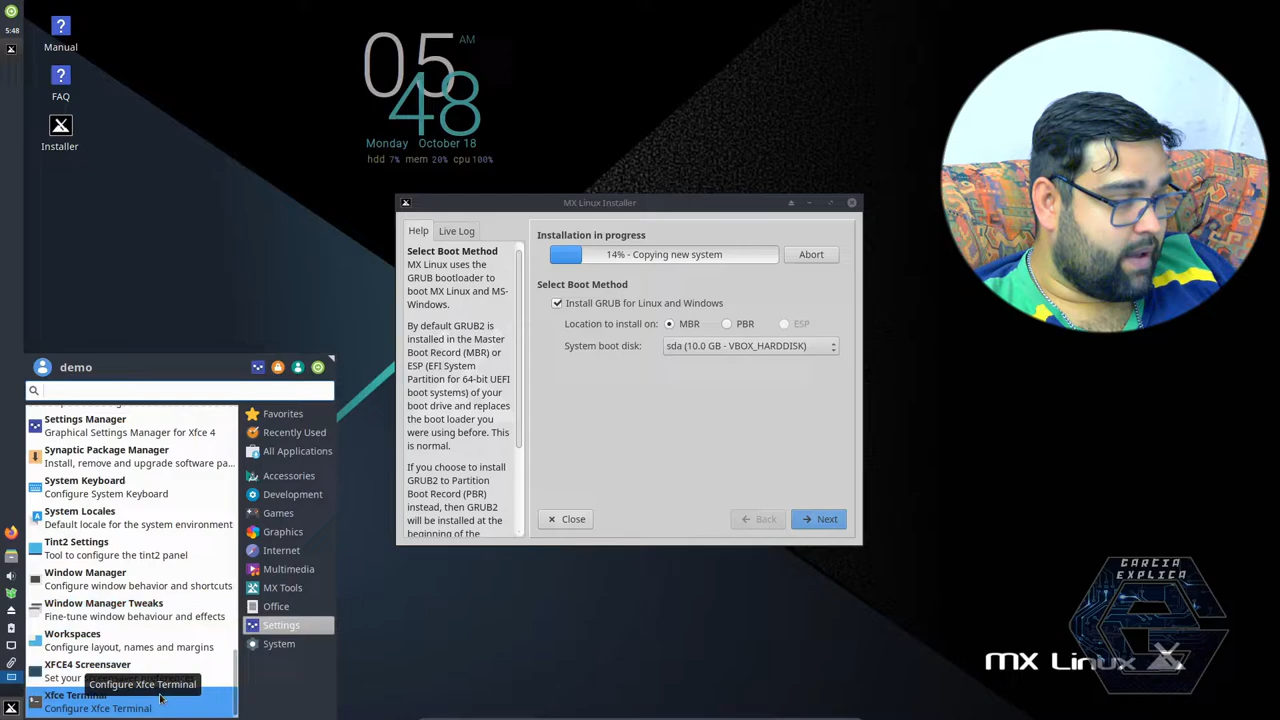 5:48
Manual
FAQ
Installer
05 AM
48
Monday October 18
hdd 7% mem 20% cpu100%
MX Linux Installer
Help
Live Log
Select Boot Method
MX Linux uses the
GRUB bootloader to
boot MX Linux and MS-
Windows.
By default GRUB2 is
installed in the Master
Boot Record (MBR) or
ESP (EFI System
Partition for 64-bit UEFI
boot systems) of your
boot drive and replaces
the boot loader you
were using before. This
is normal.
If you choose to install
GRUB2 to Partition
Boot Record (PBR)
instead, then GRUB2
will be installed at the
beginning of the
Installation in progress
14% - Copying new system
Abort
Select Boot Method
Install GRUB for Linux and Windows
Location to install on: MBR PBR ESP
System boot disk: sda (10.0 GB - VBOX_HARDDISK)
Close
Back
Next
demo
Settings Manager
Graphical Settings Manager for Xfce 4
Synaptic Package Manager
Install, remove and upgrade software pa...
System Keyboard
Configure System Keyboard
System Locales
Default locale for the system environment
Tint2 Settings
Tool to configure the tint2 panel
Window Manager
Configure window behavior and shortcuts
Window Manager Tweaks
Fine-tune window behaviour and effects
Workspaces
Configure layout, names and margins
XFCE4 Screensaver
Set your
Configure Xfce Terminal
Xfce Terminal
Configure Xfce Terminal
Favorites
Recently Used
All Applications
Accessories
Development
Games
Graphics
Internet
Multimedia
MX Tools
Office
Settings
System
GARCIA
EXPLICA
MX Linux